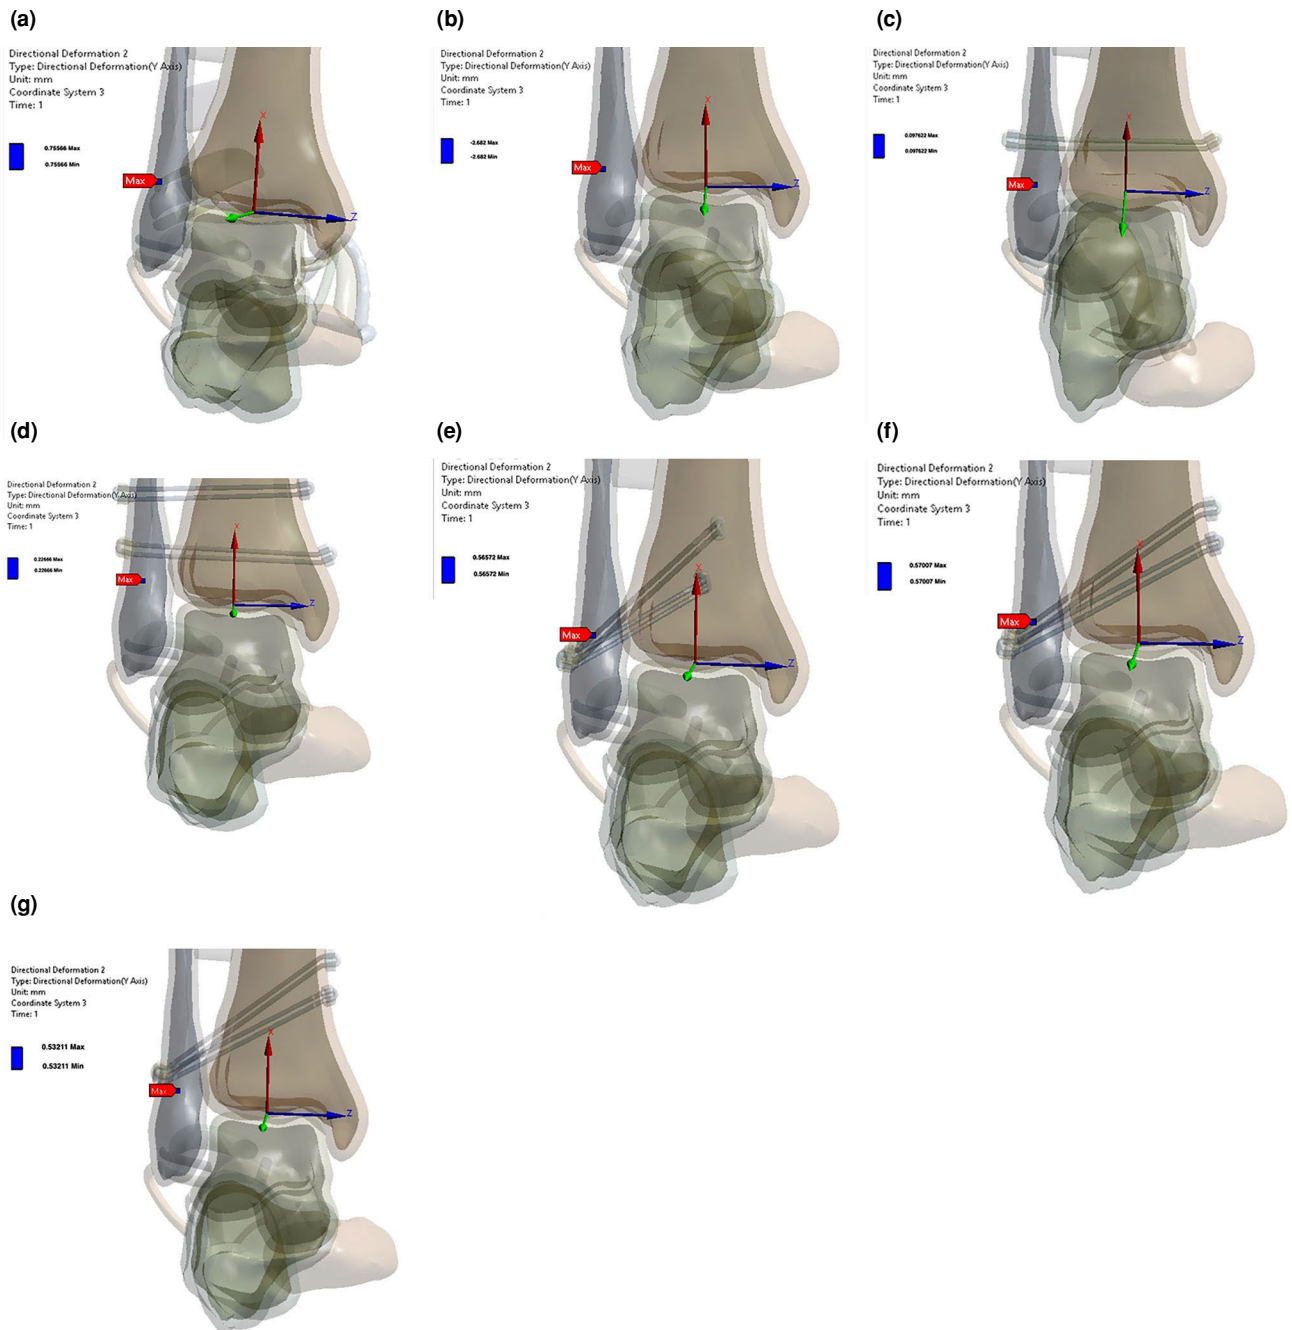 (a)
Directional Deformation 2
Type: Directional Deformation(Y Axis)
Unit: mm
Coordinate System 3
Time: 1
0.75566 Max
0.75566 Min
Max
X
Z
(b)
Directional Deformation 2
Type: Directional Deformation(Y Axis)
Unit: mm
Coordinate System 3
Time: 1
-2.682 Max
-2.682 Min
Max
X
Z
(c)
Directional Deformation 2
Type: Directional Deformation(Y Axis)
Unit: mm
Coordinate System 3
Time: 1
0.097622 Max
0.097622 Min
Max
X
Z
(d)
Directional Deformation 2
Type: Directional Deformation(Y Axis)
Unit: mm
Coordinate System 3
Time: 1
0.22666 Max
0.22666 Min
Max
X
Z
(e)
Directional Deformation 2
Type: Directional Deformation(Y Axis)
Unit: mm
Coordinate System 3
Time: 1
0.56572 Max
0.56572 Min
Max
X
Z
(f)
Directional Deformation 2
Type: Directional Deformation(Y Axis)
Unit: mm
Coordinate System 3
Time: 1
0.57007 Max
0.57007 Min
Max
X
Z
(g)
Directional Deformation 2
Type: Directional Deformation(Y Axis)
Unit: mm
Coordinate System 3
Time: 1
0.53211 Max
0.53211 Min
Max
X
Z